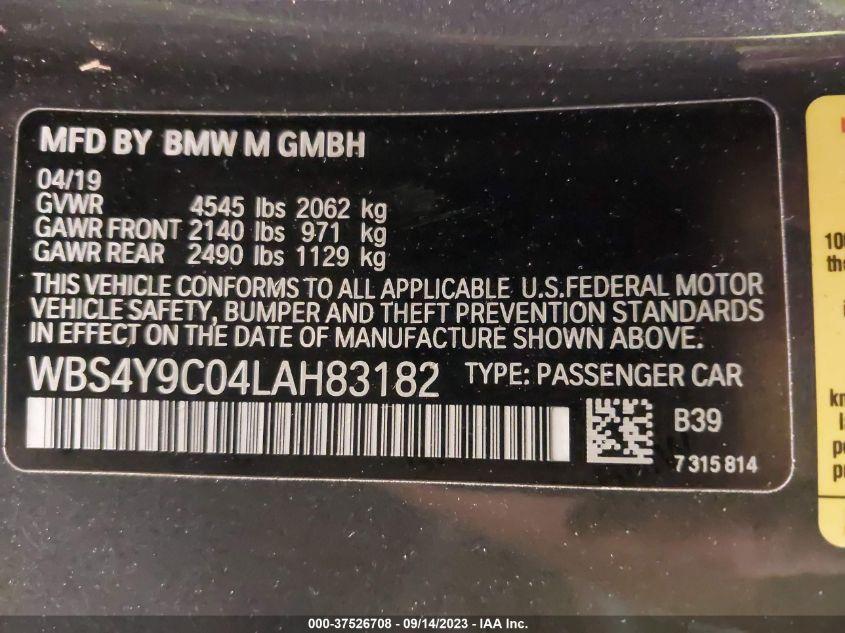 MFD BY BMW M GMBH
04/19
GVWR 4545 lbs 2062 kg
GAWR FRONT 2140 lbs 971 kg
GAWR REAR 2490 lbs 1129 kg
THIS VEHICLE CONFORMS TO ALL APPLICABLE U.S.FEDERAL MOTOR
VEHICLE SAFETY, BUMPER AND THEFT PREVENTION STANDARDS
IN EFFECT ON THE DATE OF MANUFACTURE SHOWN ABOVE.
WBS4Y9C04LAH83182 TYPE: PASSENGER CAR
B39
7 315 814
000-37526708 - 09/14/2023 - IAA Inc.